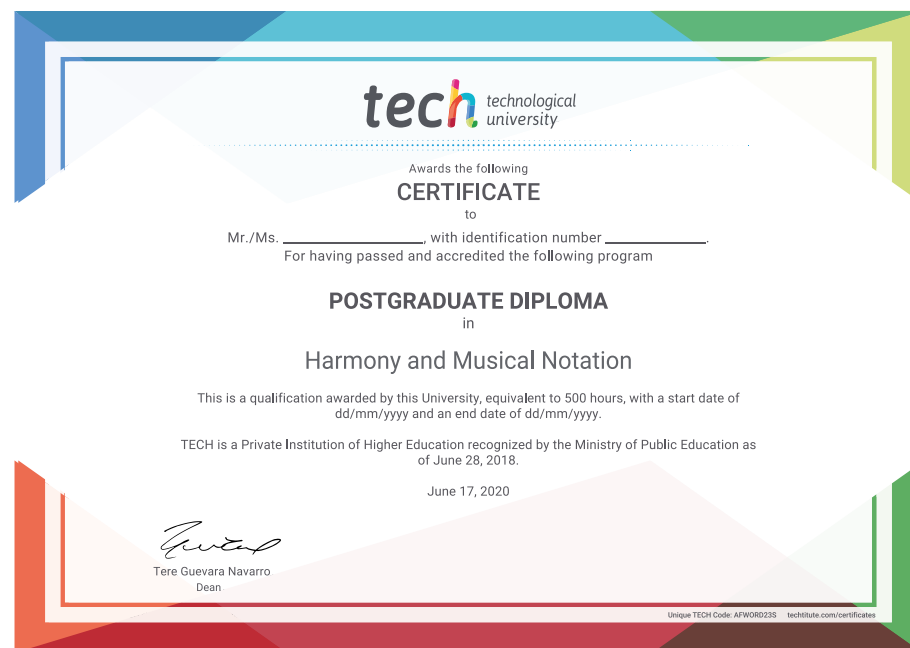 tech technological
university
Awards the following
CERTIFICATE
to
Mr./Ms. ____________________, with identification number ______________.
For having passed and accredited the following program
POSTGRADUATE DIPLOMA
in
Harmony and Musical Notation
This is a qualification awarded by this University, equivalent to 500 hours, with a start date of
dd/mm/yyyy and an end date of dd/mm/yyyy.
TECH is a Private Institution of Higher Education recognized by the Ministry of Public Education as
of June 28, 2018.
June 17, 2020
Tere Guevara Navarro
Dean
Unique TECH Code: AFWORD23S techtitute.com/certificates